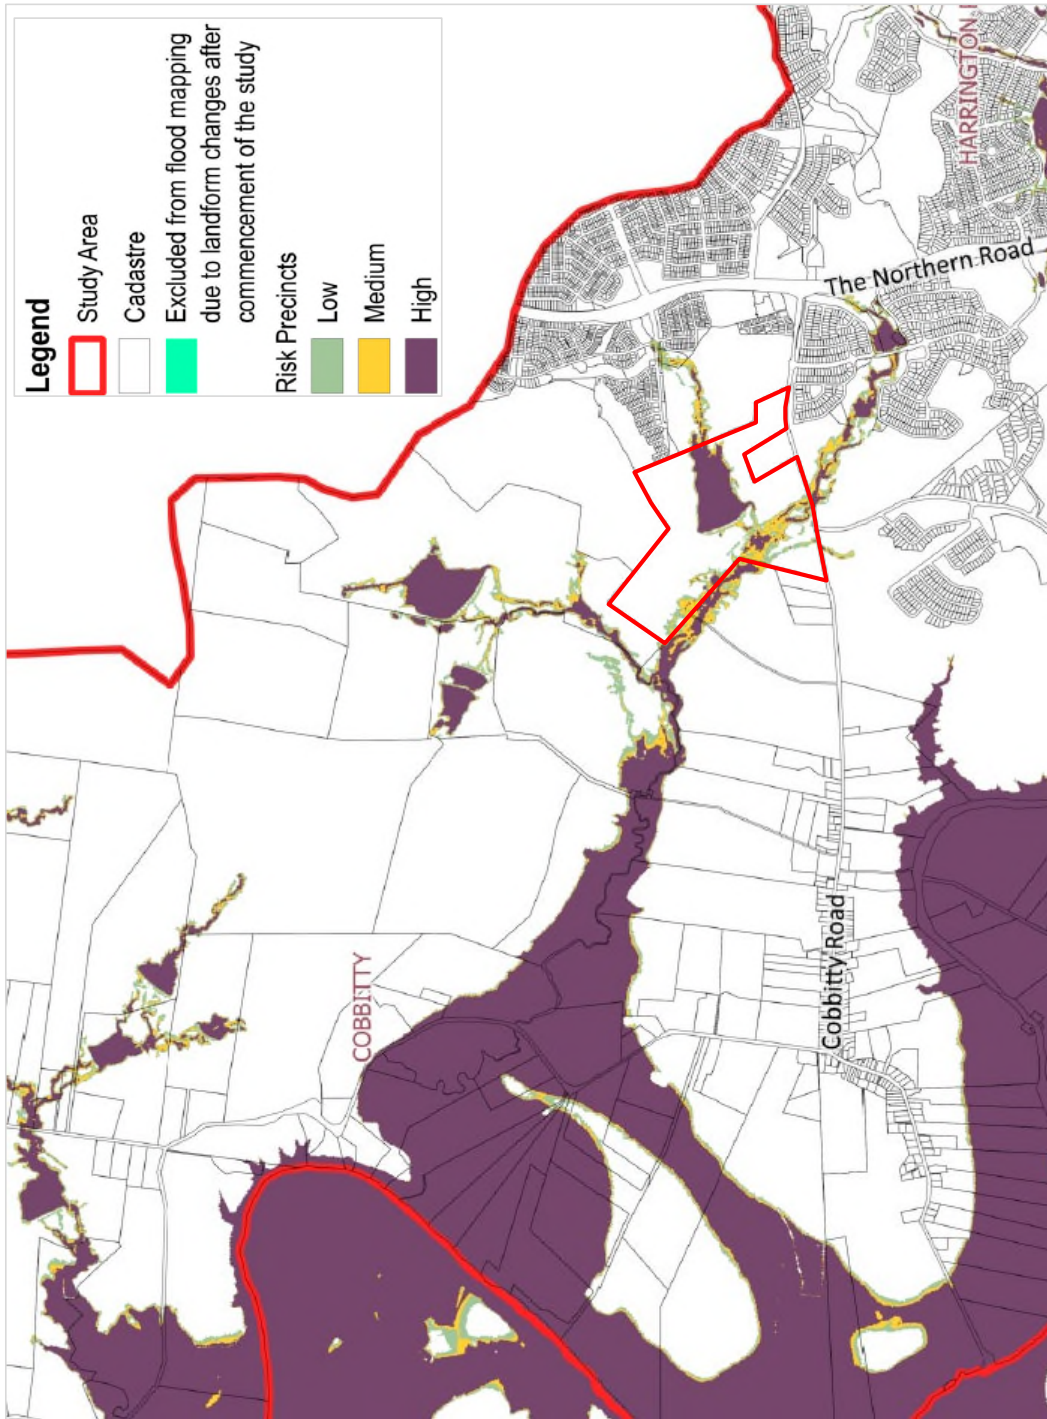 Legend
Study Area
Cadastre
Excluded from flood mapping
due to landform changes after
commencement of the study
Risk Precincts
Low
Medium
High
HARRINGTON
The Northern Road
COBBITTY
Cobbitty Road